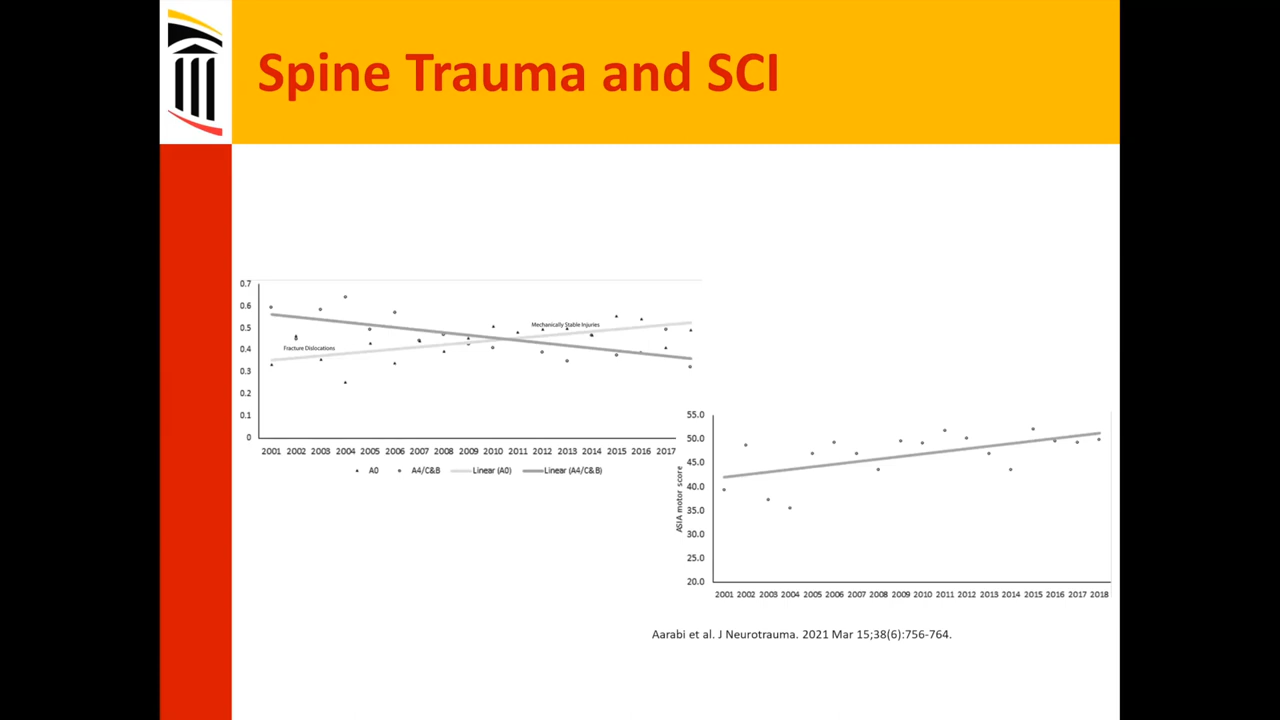 Spine Trauma and SCI
0.7
0.6
0.5
0.4
0.3
0.2
0.1
0
Mechanically Stable Injuries
Fracture Dislocations
2001 2002 2003 2004 2005 2006 2007 2008 2009 2010 2011 2012 2013 2014 2015 2016 2017
A0 A4/C&B Linear (A0) Linear (A4/C&B)
ASIA motor score
55.0
50.0
45.0
40.0
35.0
30.0
25.0
20.0
2001 2002 2003 2004 2005 2006 2007 2008 2009 2010 2011 2012 2013 2014 2015 2016 2017 2018
Aarabi et al. J Neurotrauma. 2021 Mar 15;38(6):756-764.